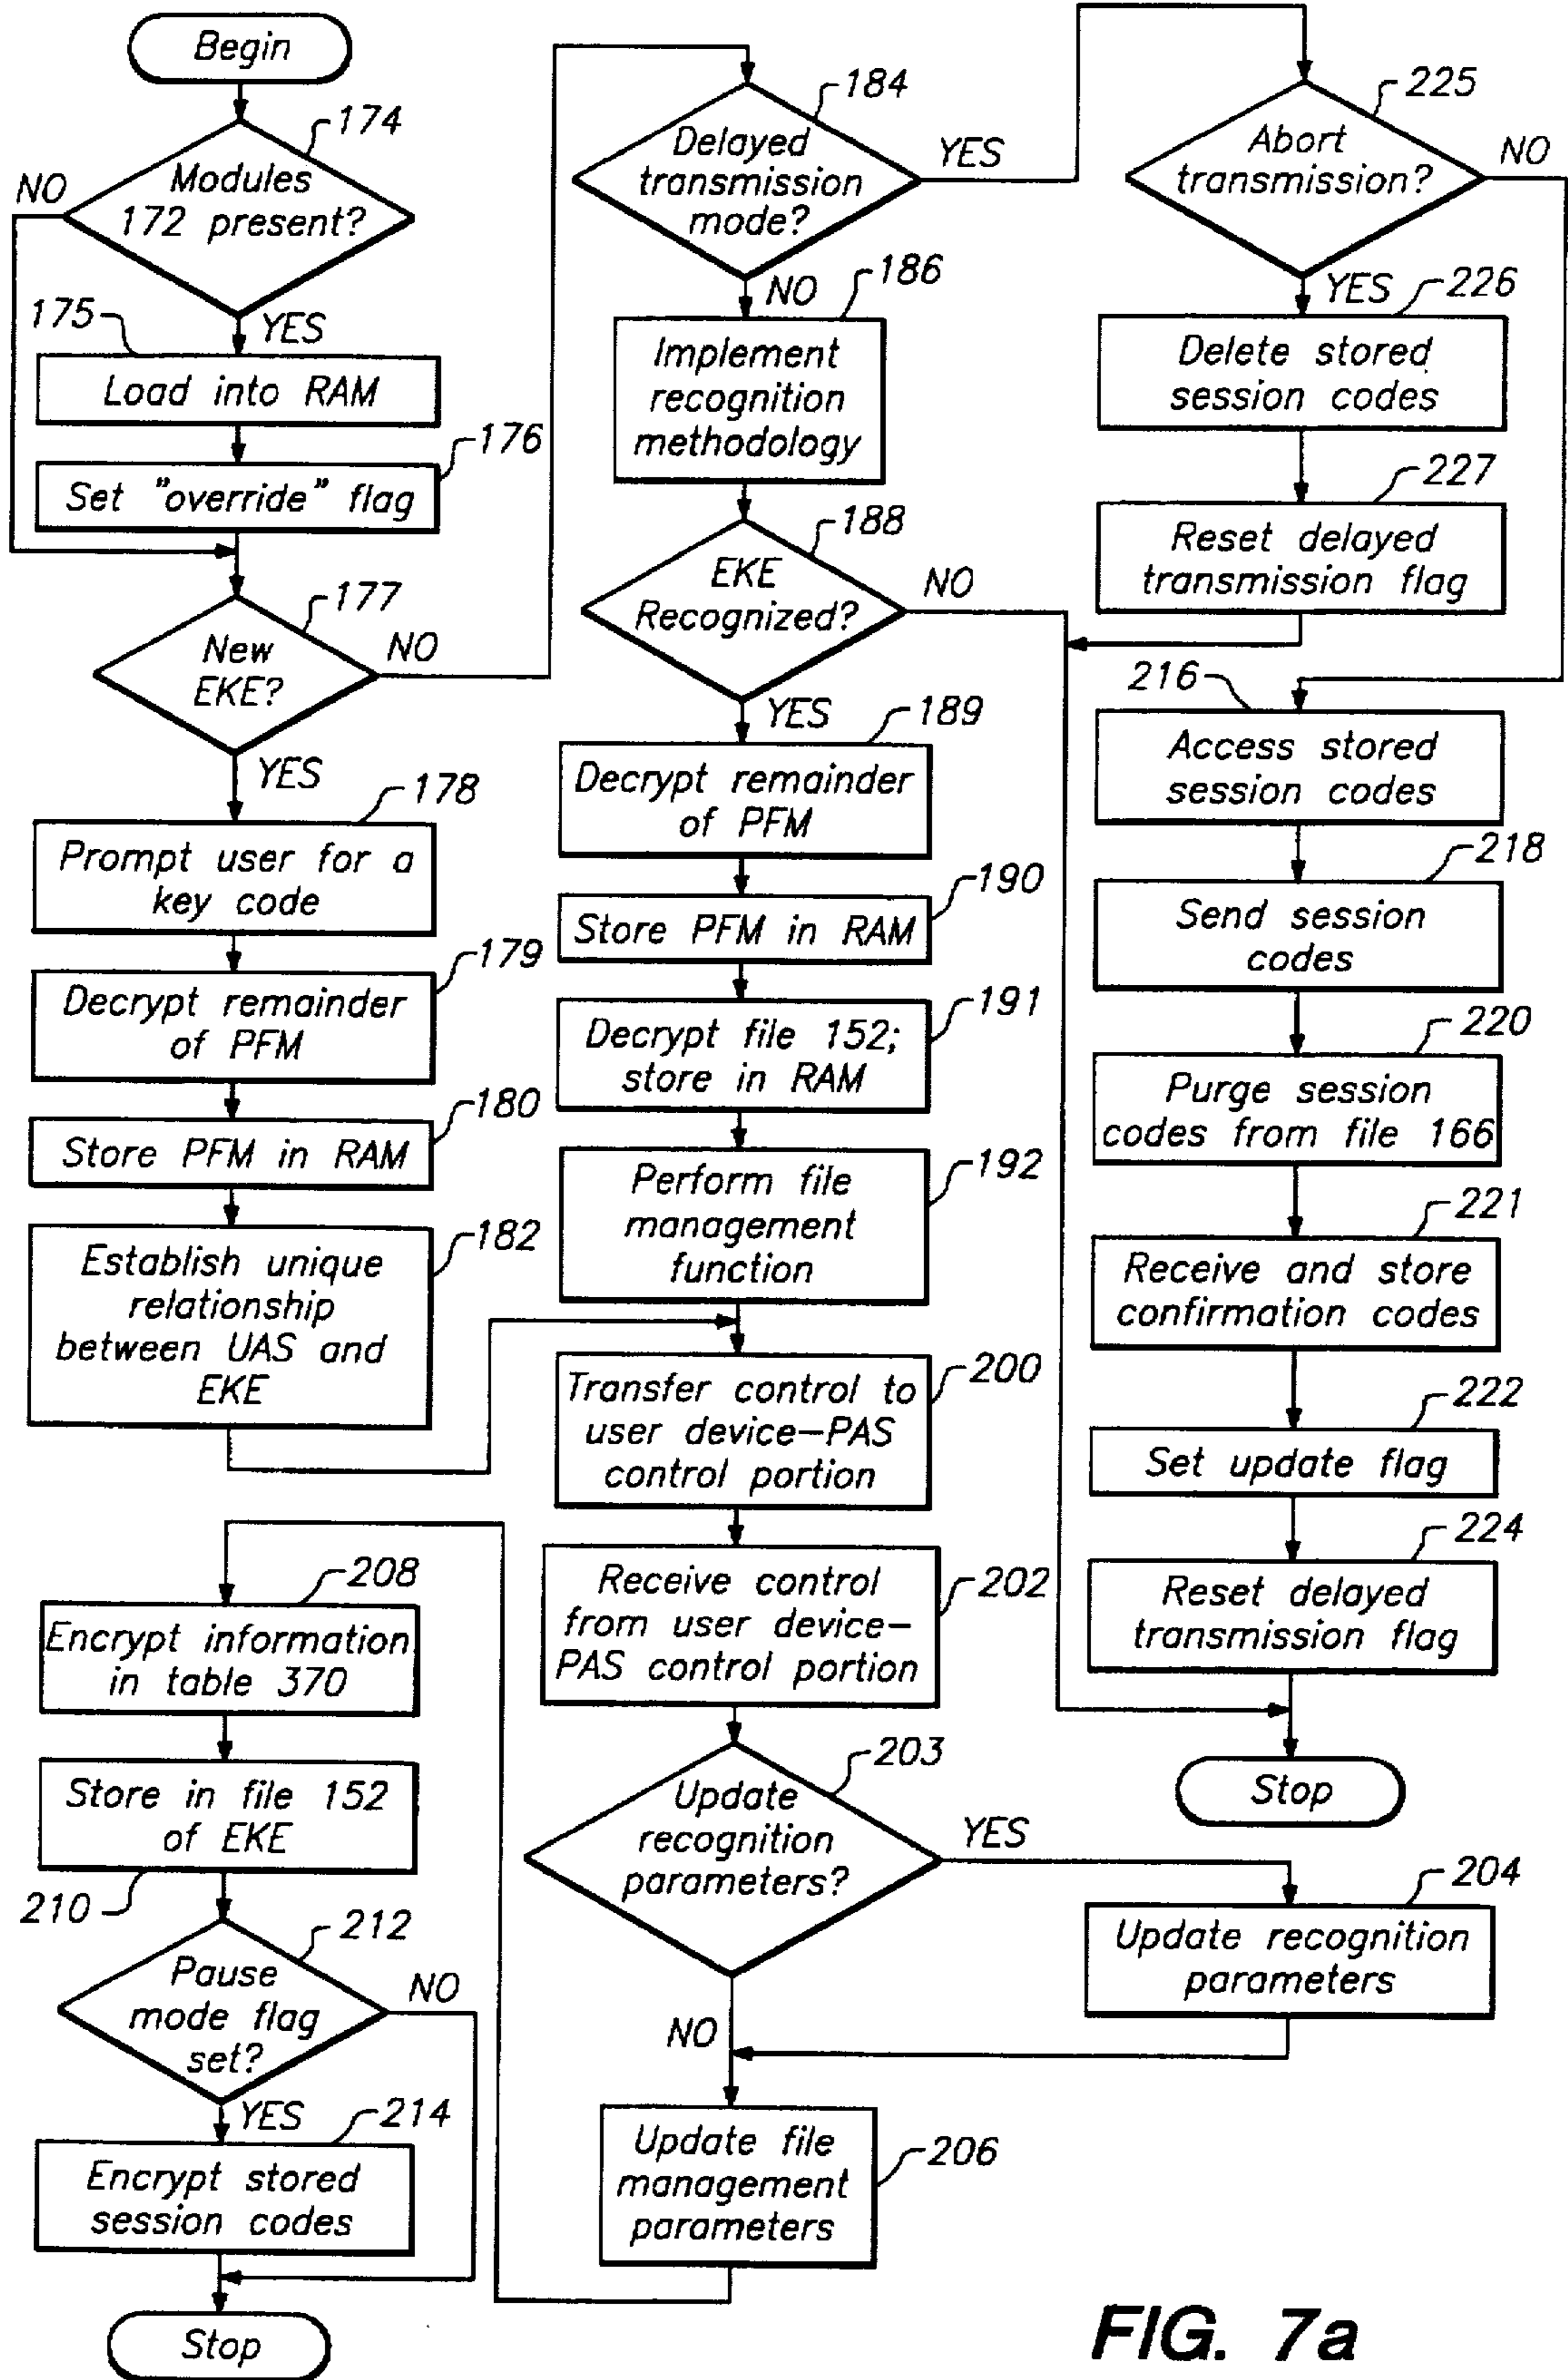 Begin
174
Modules
172 present?
NO
YES
175
Load into RAM
176
Set "override" flag
177
New
EKE?
NO
YES
178
Prompt user for a
key code
179
Decrypt remainder
of PFM
180
Store PFM in RAM
182
Establish unique
relationship
between UAS and
EKE
208
Encrypt information
in table 370
Store in file 152
of EKE
210
212
Pause
mode flag
set?
NO
YES
214
Encrypt stored
session codes
Stop
184
Delayed
transmission
mode?
YES
NO
186
Implement
recognition
methodology
188
EKE
Recognized?
NO
YES
189
Decrypt remainder
of PFM
190
Store PFM in RAM
191
Decrypt file 152;
store in RAM
192
Perform file
management
function
200
Transfer control to
user device-PAS
control portion
202
Receive control
from user device-
PAS control portion
203
Update
recognition
parameters?
YES
NO
204
Update recognition
parameters
206
Update file
management
parameters
225
Abort
transmission?
NO
YES
226
Delete stored
session codes
227
Reset delayed
transmission flag
216
Access stored
session codes
218
Send session
codes
220
Purge session
codes from file 166
221
Receive and store
confirmation codes
222
Set update flag
224
Reset delayed
transmission flag
Stop
FIG. 7a